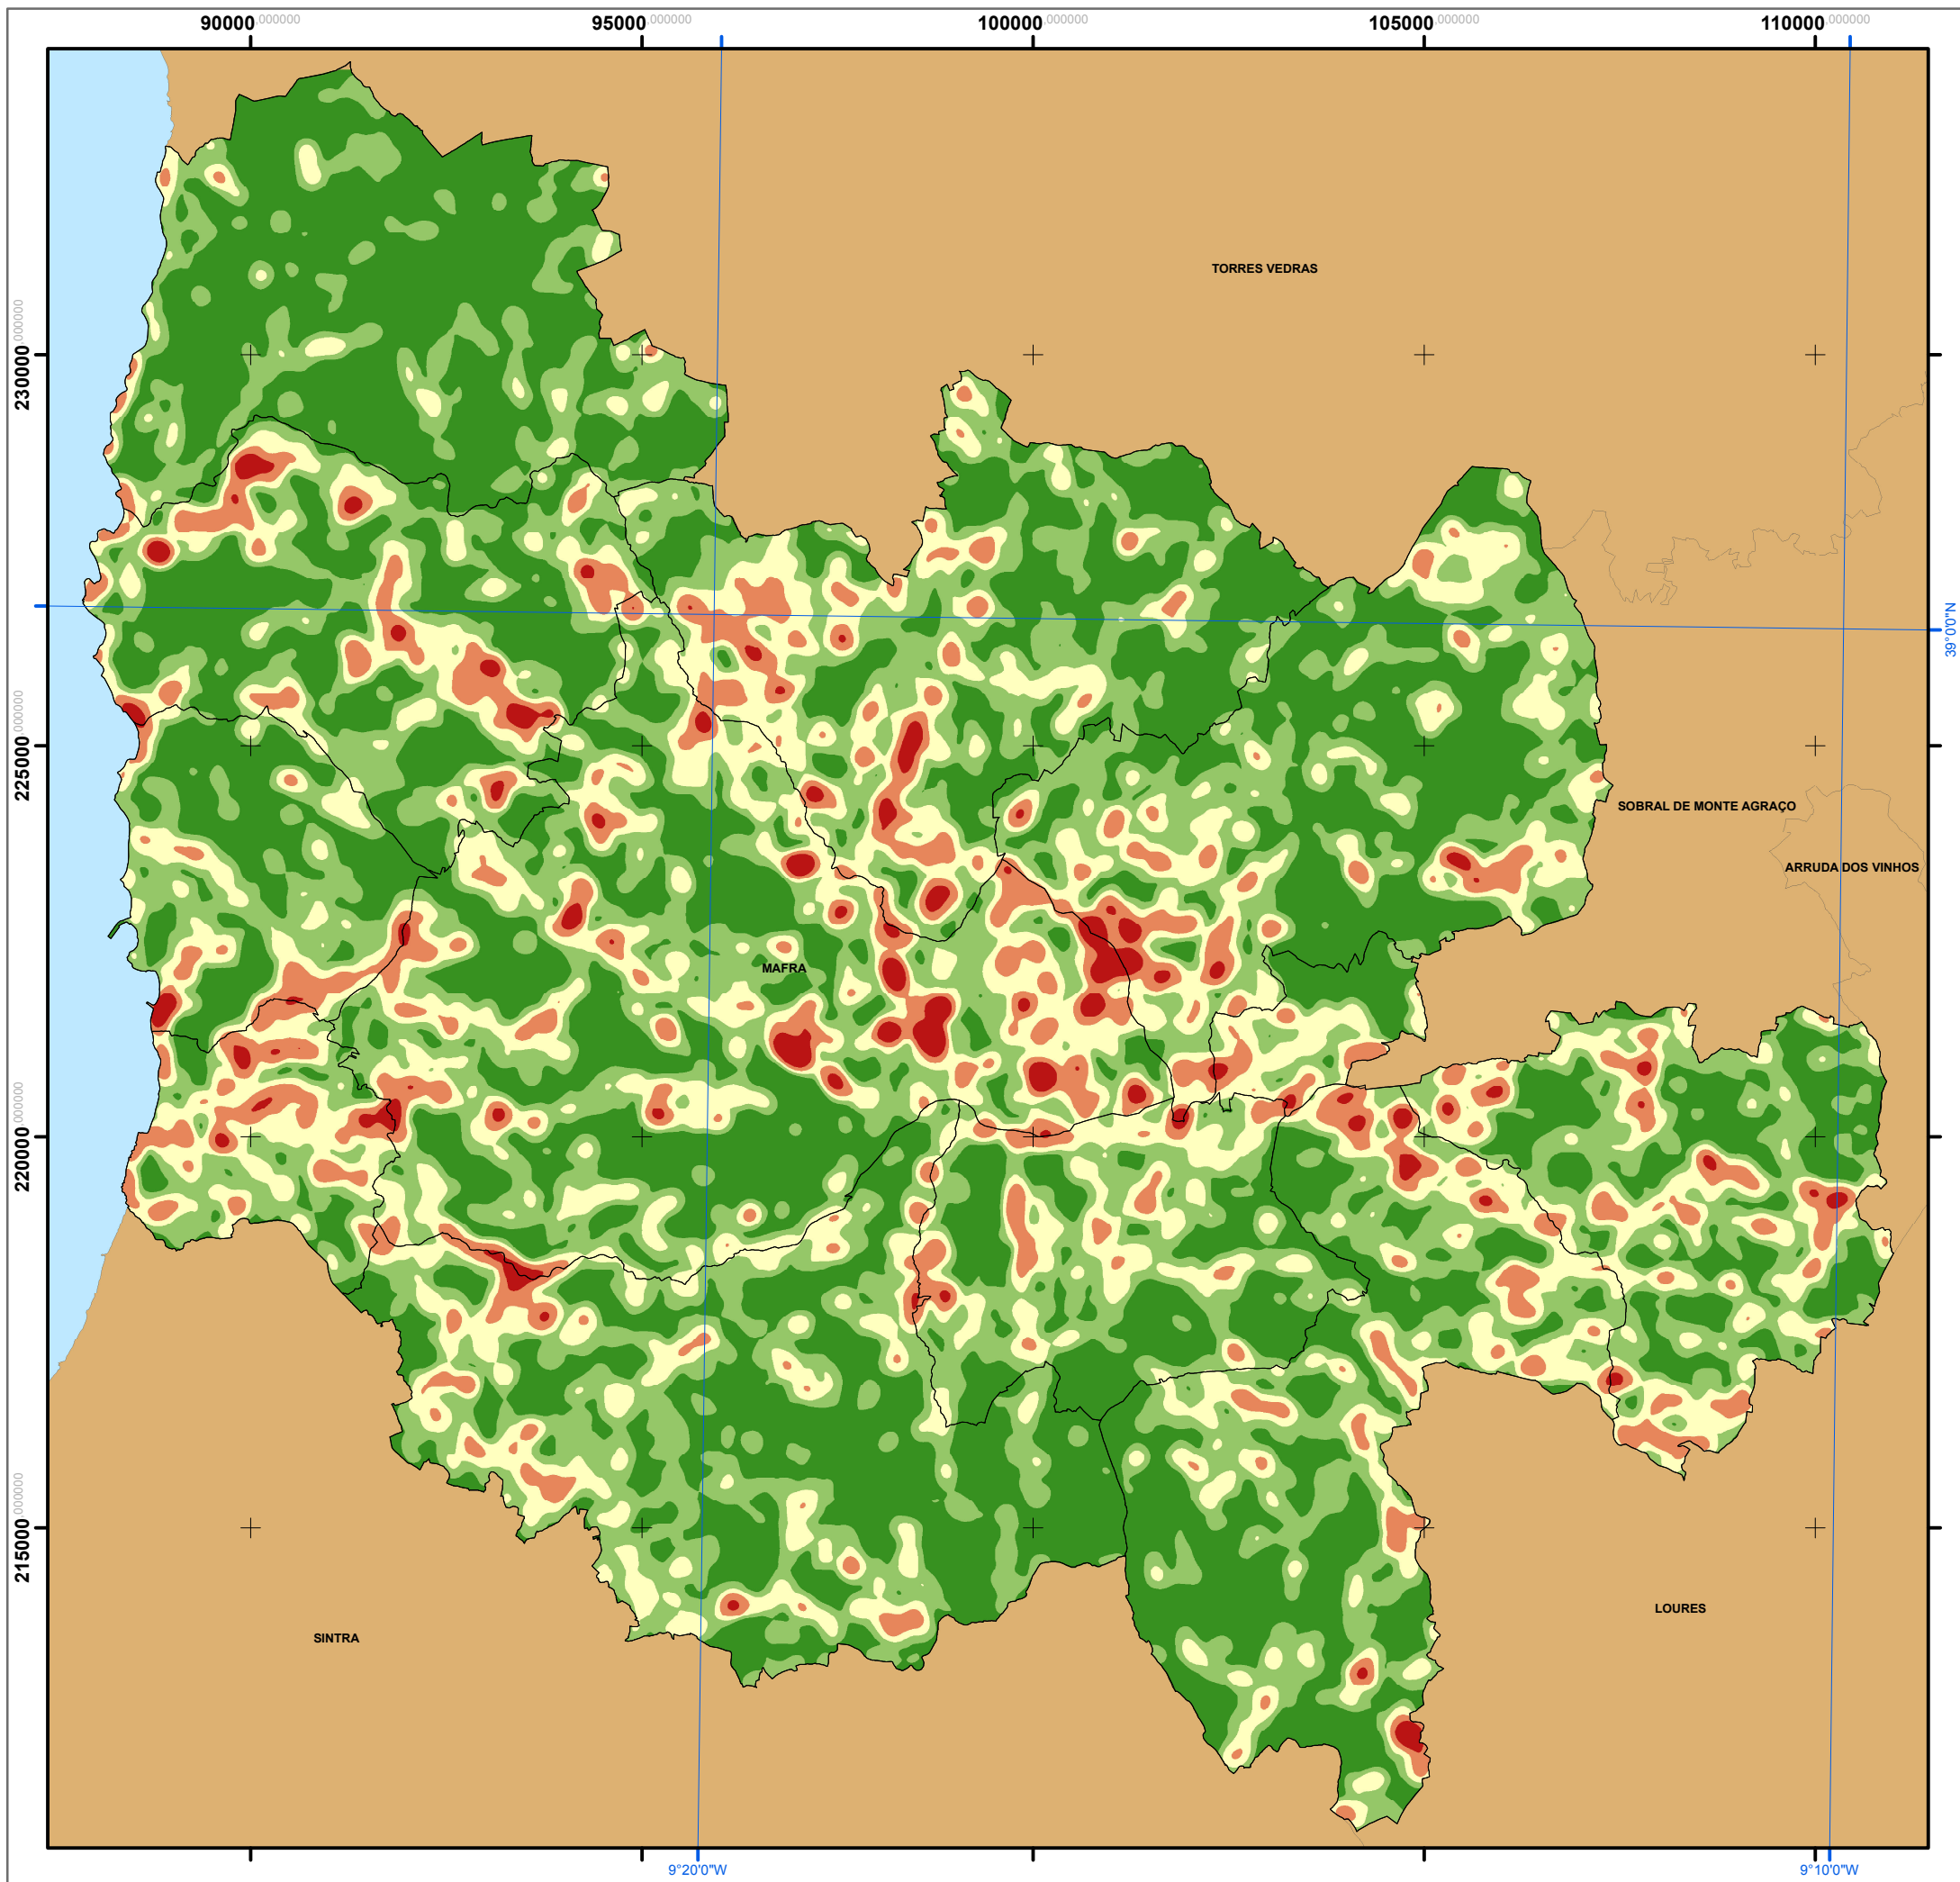 90000.000000 95000.000000 100000.000000 105000.000000 110000.000000
230000.000000
225000.000000
220000.000000
215000.000000
TORRES VEDRAS
39°0'0"N
SOBRAL DE MONTE AGRAÇO
ARRUDA DOS VINHOS
MAFRA
LOURES
SINTRA
9°20'0"W 9°10'0"W